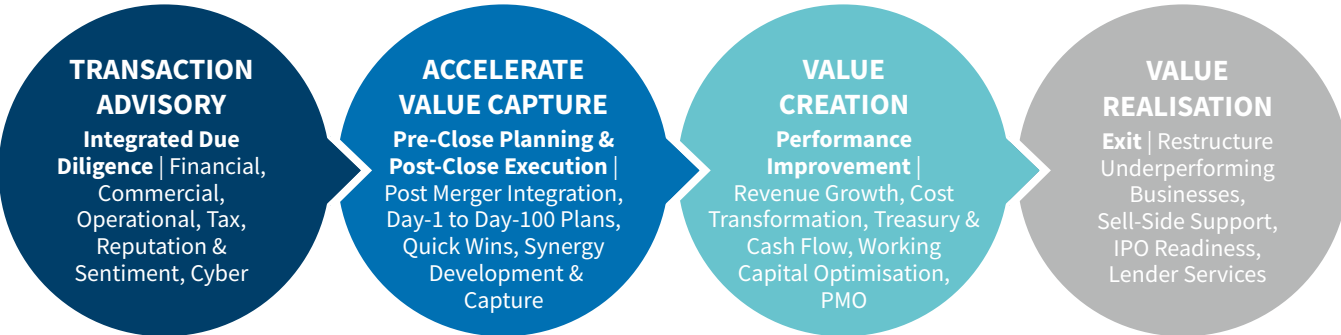 TRANSACTION
ADVISORY
Integrated Due
Diligence | Financial,
Commercial,
Operational, Tax,
Reputation &
Sentiment, Cyber
ACCELERATE
VALUE CAPTURE
Pre-Close Planning &
Post-Close Execution |
Post Merger Integration,
Day-1 to Day-100 Plans,
Quick Wins, Synergy
Development &
Capture
VALUE
CREATION
Performance
Improvement |
Revenue Growth, Cost
Transformation, Treasury &
Cash Flow, Working
Capital Optimisation,
PMO
VALUE
REALISATION
Exit | Restructure
Underperforming
Businesses,
Sell-Side Support,
IPO Readiness,
Lender Services